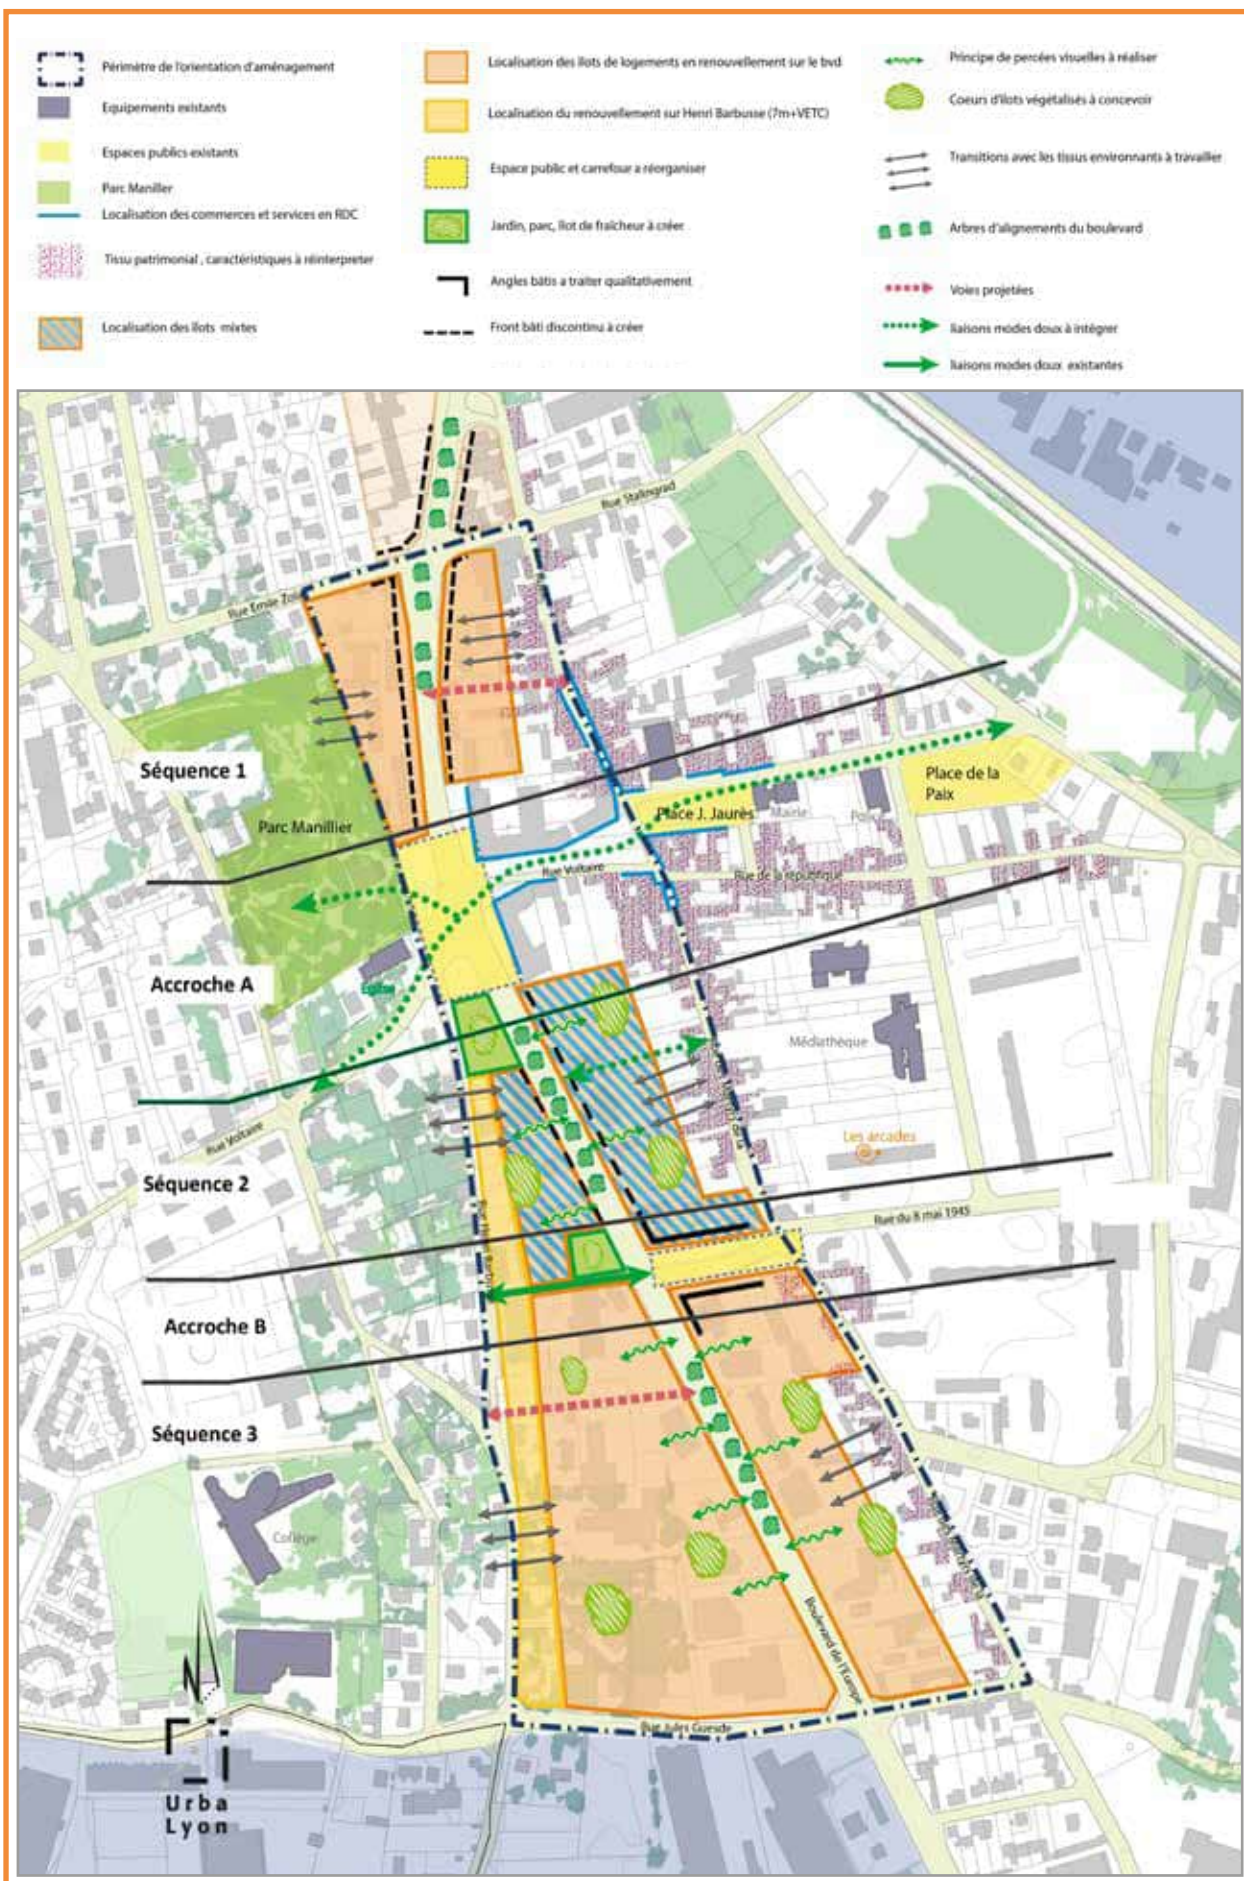 Périmètre de l'orientation d'aménagement
Equipements existants
Espaces publics existants
Parc Manilier
Localisation des commerces et services en RDC
Tissu patrimonial , caractéristiques à réinterpreter
Localisation des îlots mixtes
Localisation des îlots de logements en renouvellement sur le bvd
Localisation du renouvellement sur Henri Barbusse (7m+VETC)
Espace public et carrefour a réorganiser
Jardin, parc, îlot de fraîcheur à créer
Angles bâtis a traiter qualitativement
Front bâti discontinu à créer
Principe de percées visuelles à réaliser
Coeurs d'îlots végétalisés à concevoir
Transitions avec les tissus environnants à travailler
Arbres d'alignements du boulevard
Voies projetées
liaisons modes doux à intégrer
liaisons modes doux existantes
Rue Stalingrad
Rue Emile Zola
Séquence 1
Place de la
Paix
Parc Manillier
Place J. Jaurès
Mairie
Rue Voltaire
Rue de la république
Accroche A
Eglise
Médiathèque
Rue Voltaire
Les arcades
Séquence 2
Rue du 8 mai 1945
Accroche B
Séquence 3
Collège
Boulevard de l'Europe
Rue Jules Guesde
N
Urba
Lyon